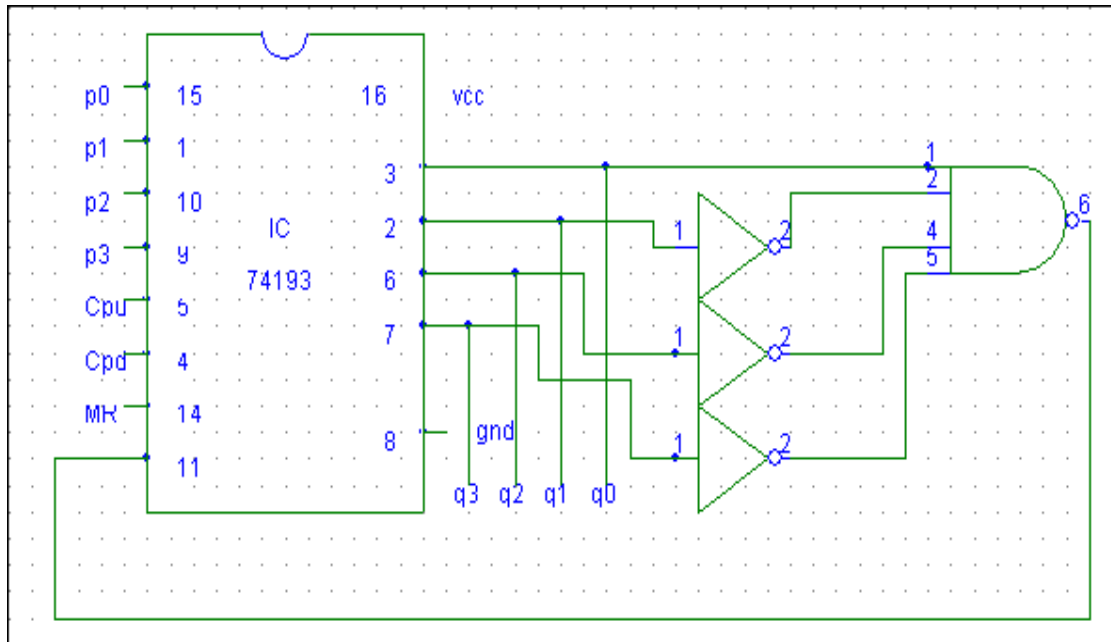 p0 15 16 vcc
p1 1 3 1
2
p2 10 2 1 2 6
IC 4
p3 9 74193 6 5
Cpu 5 7 1 2
Cpd 4
MR 14 8 gnd 1 2
11
q3 q2 q1 q0